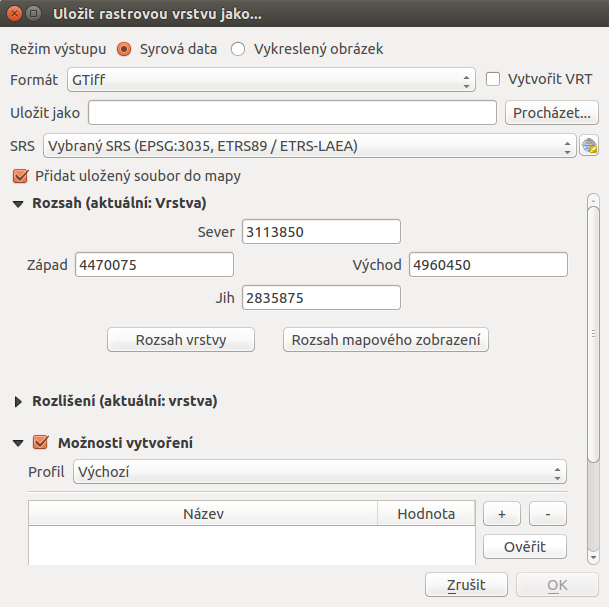 Uložit rastrovou vrstvu jako...
Režim výstupu Syrová data Vykreslený obrázek
Formát GTiff Vytvořit VRT
Uložit jako Procházet...
SRS Vybraný SRS (EPSG:3035, ETRS89 / ETRS-LAEA)
Přidat uložený soubor do mapy
Rozsah (aktuální: Vrstva)
Sever 3113850
Západ 4470075 Východ 4960450
Jih 2835875
Rozsah vrstvy Rozsah mapového zobrazení
Rozlišení (aktuální: vrstva)
Možnosti vytvoření
Profil Výchozí
Název Hodnota + -
Ověřit
Zrušit OK